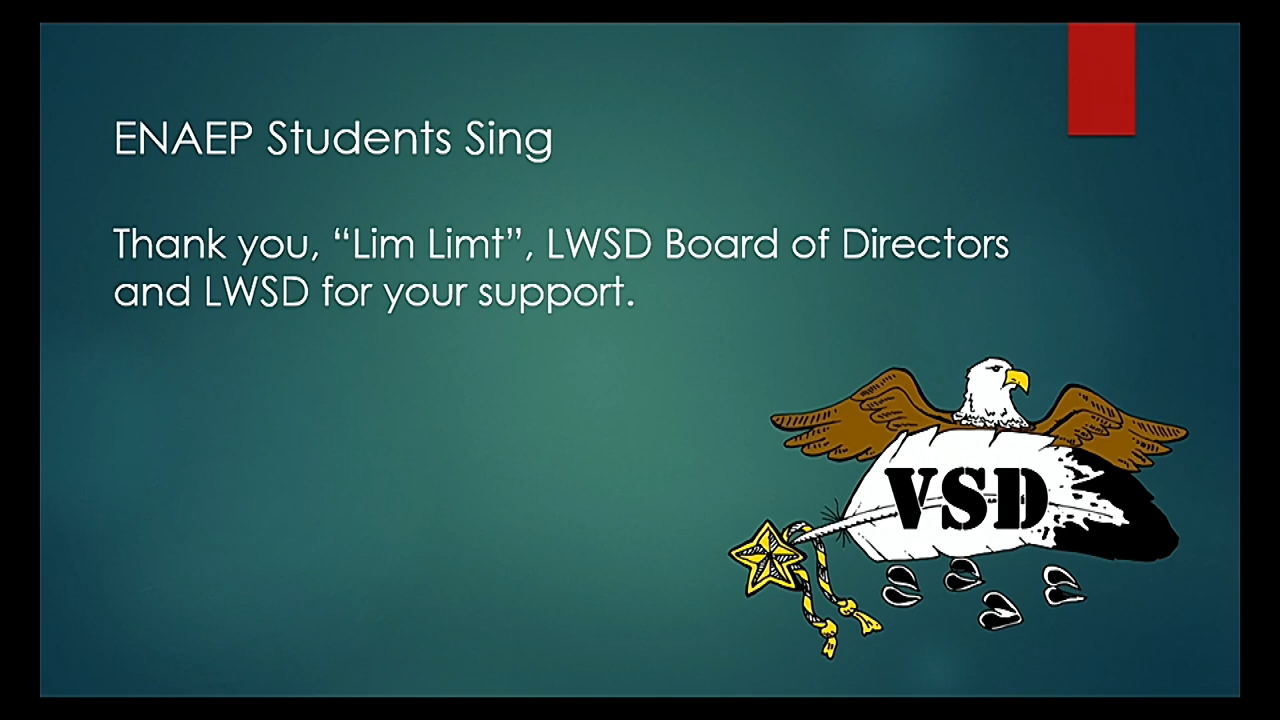 ENAEP Students Sing
Thank you, “Lim Limt”, LWSD Board of Directors
and LWSD for your support.
VSD